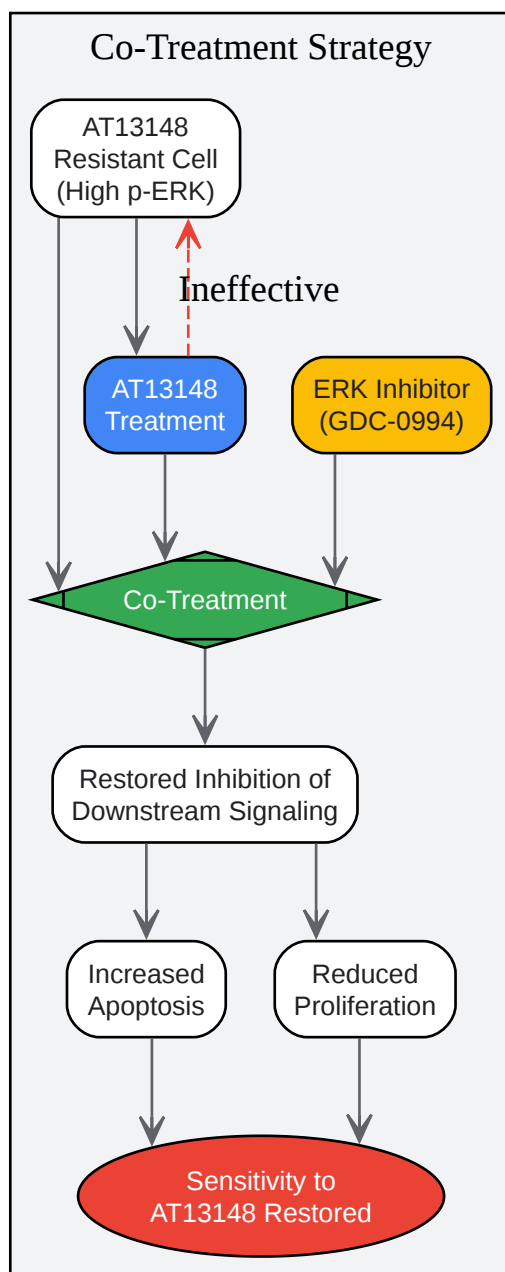 Co-Treatment Strategy
AT13148
Resistant Cell
(High p-ERK)
Ineffective
AT13148
Treatment
ERK Inhibitor
(GDC-0994)
Co-Treatment
Restored Inhibition of
Downstream Signaling
Increased
Apoptosis
Reduced
Proliferation
Sensitivity to
AT13148 Restored